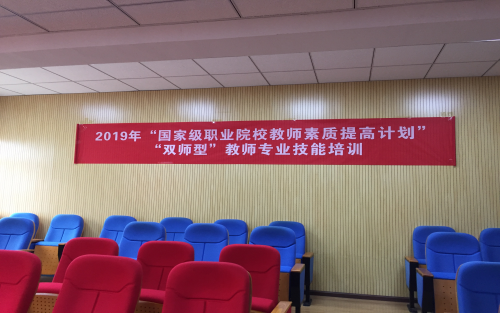 2019年“国家级职业院校教师素质提高计划”
“双师型”教师专业技能培训